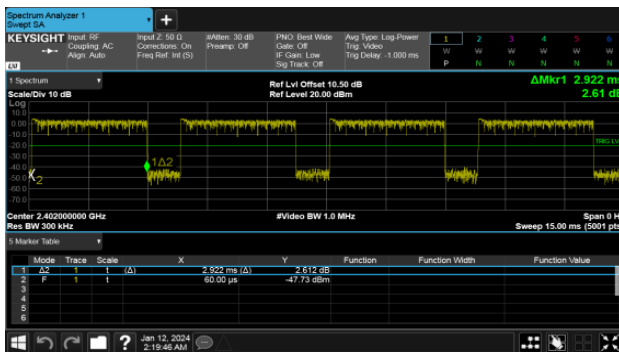 Spectrum Analyzer 1
Swept SA
+
KEYSIGHT Input: RF Input Z: 50 Ω #Atten: 30 dB PNO: Best Wide Avg Type: Log-Power 1 2 3 4 5 6
Coupling: AC Corrections: On Preamp: Off Gate: Off Trig: Video W W W W W W
Align: Auto Freq Ref: Int (S) IF Gain: Low Trig Delay: -1.000 ms
Sig Track: Off P N N N N N
LXI
1 Spectrum ΔMkr1 2.922 ms
Ref Lvl Offset 10.50 dB
Scale/Div 10 dB Ref Level 20.00 dBm 2.61 dB
Log
10.0
0.00
-10.0
-20.0 TRIG LV
-30.0
-40.0 1Δ2
-50.0 X2
-60.0
-70.0
Center 2.402000000 GHz #Video BW 1.0 MHz Span 0 H
Res BW 300 kHz Sweep 15.00 ms (5001 pts
5 Marker Table
Mode Trace Scale X Y Function Function Width Function Value
1 Δ2 1 t (Δ) 2.922 ms (Δ) 2.612 dB
2 F 1 t 60.00 µs -47.73 dBm
3
4
5
6
? Jan 12, 2024
2:19:46 AM